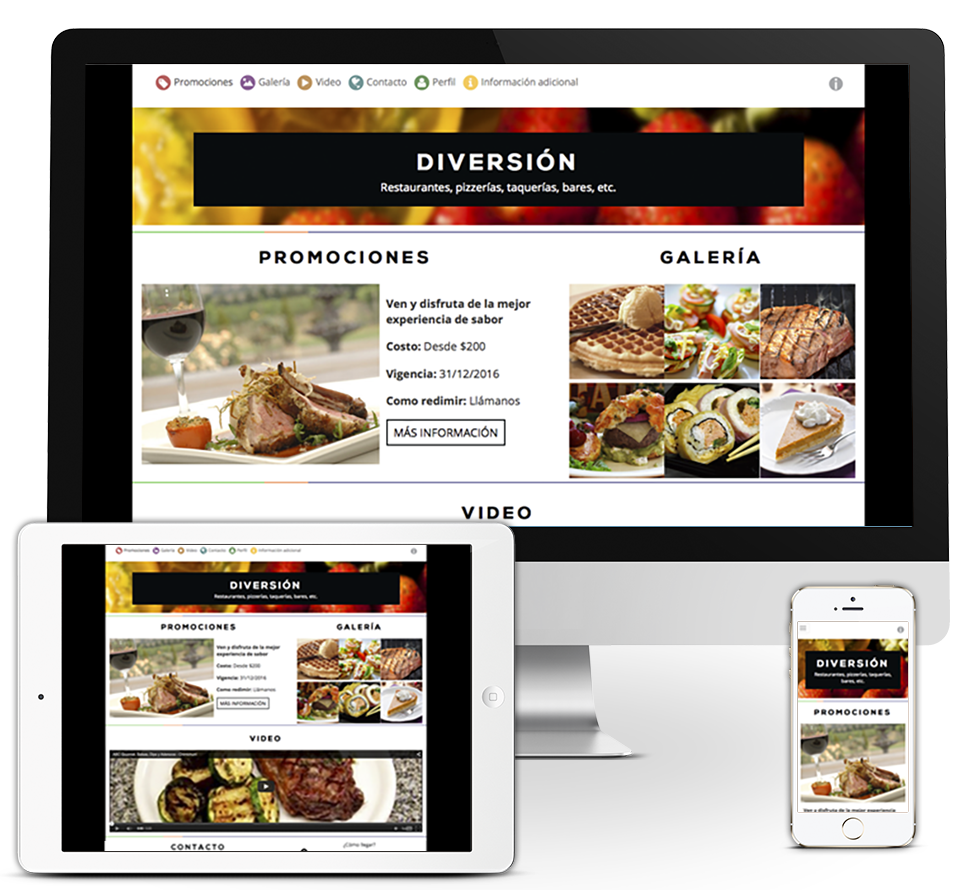 Promociones Galería Video Contacto Perfil Información adicional
DIVERSIÓN
Restaurantes, pizzerías, taquerías, bares, etc.
PROMOCIONES
Ven y disfruta de la mejor
experiencia de sabor
Costo: Desde $200
Vigencia: 31/12/2016
Como redimir: Llámanos
MÁS INFORMACIÓN
GALERÍA
VIDEO
Promociones Galería Video Contacto Perfil Información adicional
DIVERSIÓN
Restaurantes, pizzerías, taquerías, bares, etc.
PROMOCIONES
Ven y disfruta de la mejor
experiencia de sabor
Costo: Desde $200
Vigencia: 31/12/2016
Como redimir: Llámanos
MÁS INFORMACIÓN
GALERÍA
VIDEO
CONTACTO
¿Cómo llegar?
DIVERSIÓN
Restaurantes, pizzerías, taquerías,
bares, etc.
PROMOCIONES
Ven y disfruta de la mejor experiencia